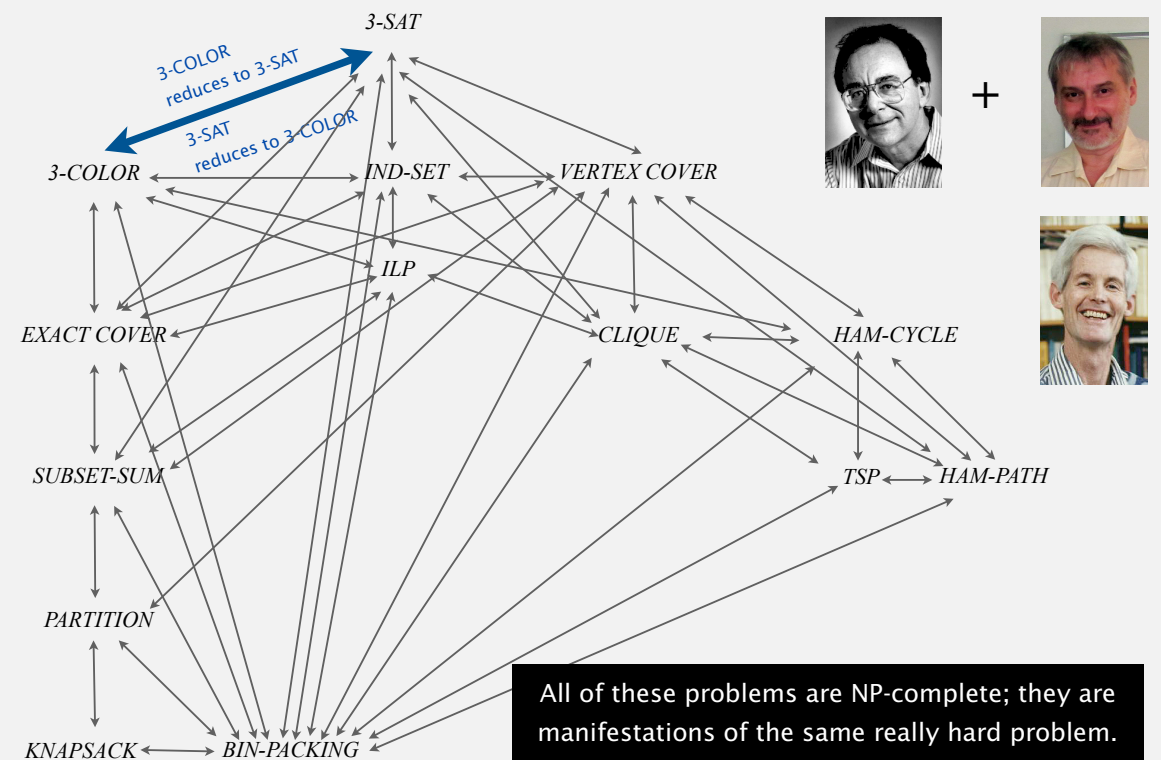 3-SAT
3-COLOR
reduces to 3-SAT
+
3-SAT
reduces to 3-COLOR
3-COLOR
IND-SET
VERTEX COVER
ILP
EXACT COVER
CLIQUE
HAM-CYCLE
SUBSET-SUM
TSP
HAM-PATH
PARTITION
All of these problems are NP-complete; they are
manifestations of the same really hard problem.
KNAPSACK
BIN-PACKING